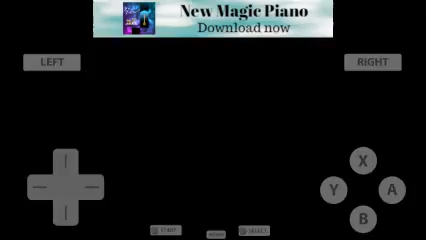 New Magic Piano
Download now
LEFT
RIGHT
X
Y
A
B
START
SELECT